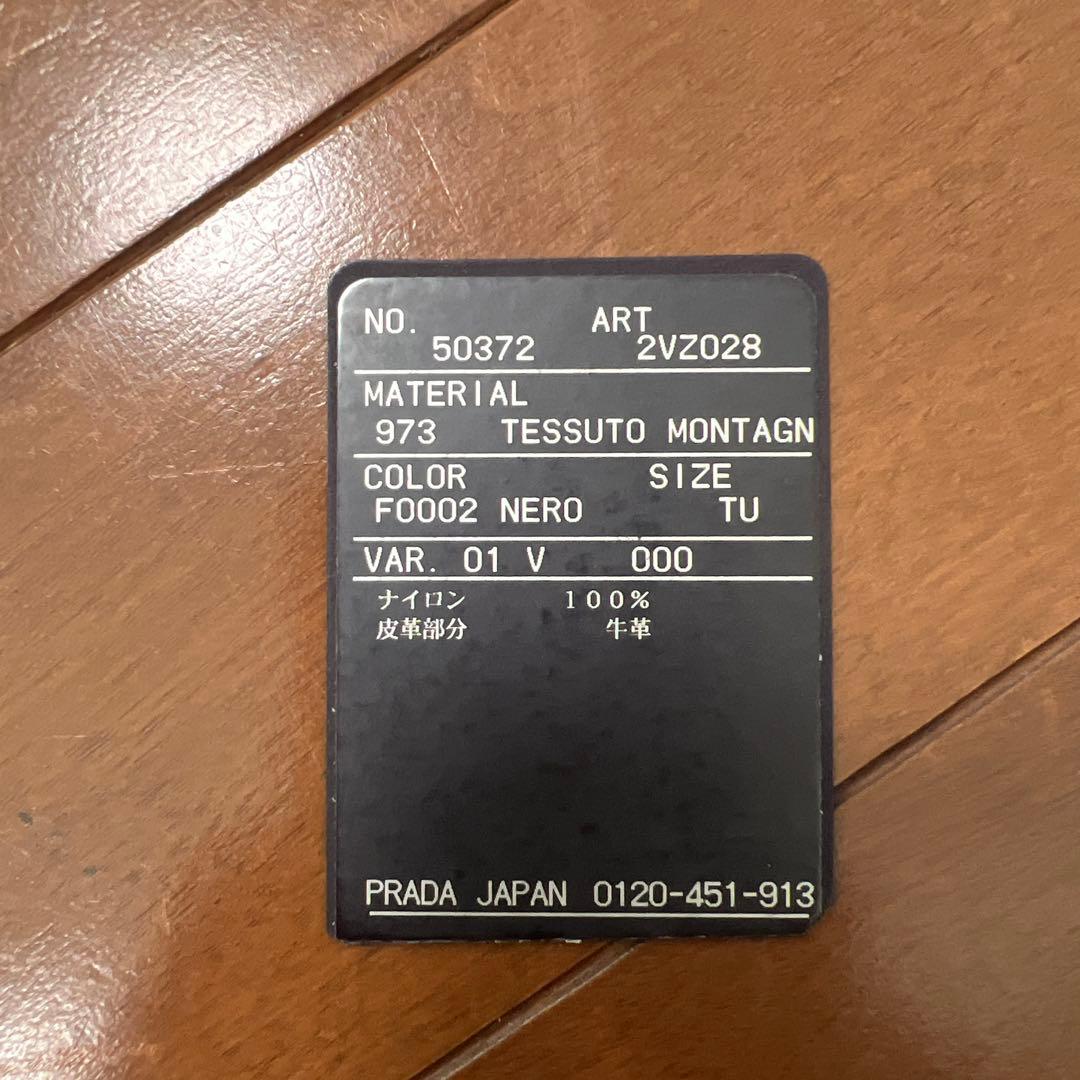 NO. ART
50372 2VZ028
MATERIAL
973 TESSUTO MONTAGN
COLOR SIZE
F0002 NERO TU
VAR. 01 V 000
ナイロン 100%
皮革部分 牛革
PRADA JAPAN 0120-451-913